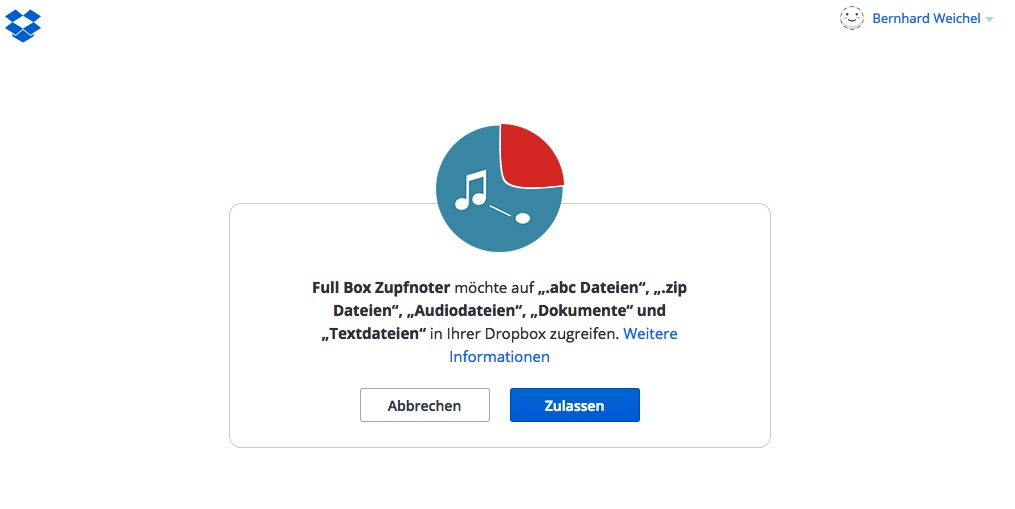 Bernhard Weichel
Full Box Zupfnoter möchte auf „.abc Dateien“, „.zip
Dateien“, „Audiodateien“, „Dokumente“ und
„Textdateien“ in Ihrer Dropbox zugreifen. Weitere
Informationen
Abbrechen
Zulassen